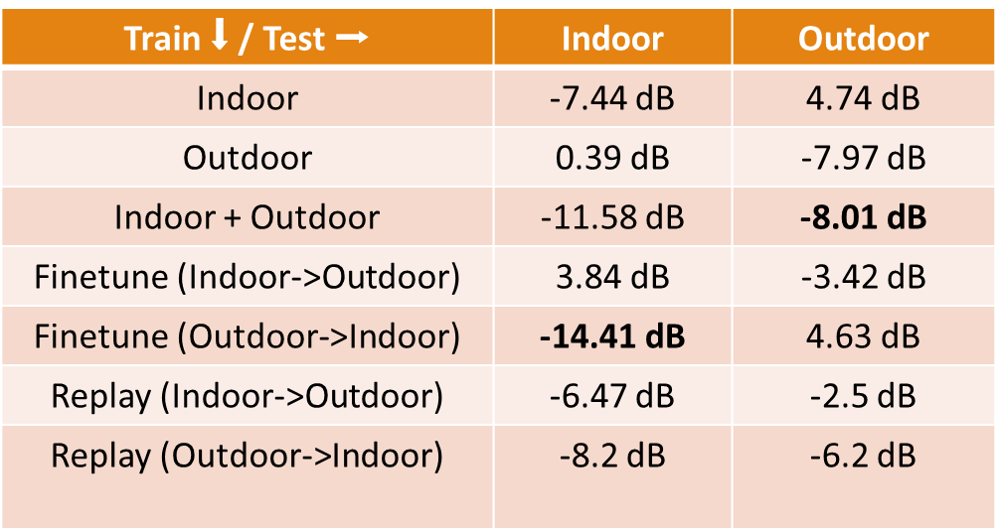 Train ⬇ / Test → Indoor Outdoor
Indoor -7.44 dB 4.74 dB
Outdoor 0.39 dB -7.97 dB
Indoor + Outdoor -11.58 dB -8.01 dB
Finetune (Indoor->Outdoor) 3.84 dB -3.42 dB
Finetune (Outdoor->Indoor) -14.41 dB 4.63 dB
Replay (Indoor->Outdoor) -6.47 dB -2.5 dB
Replay (Outdoor->Indoor) -8.2 dB -6.2 dB